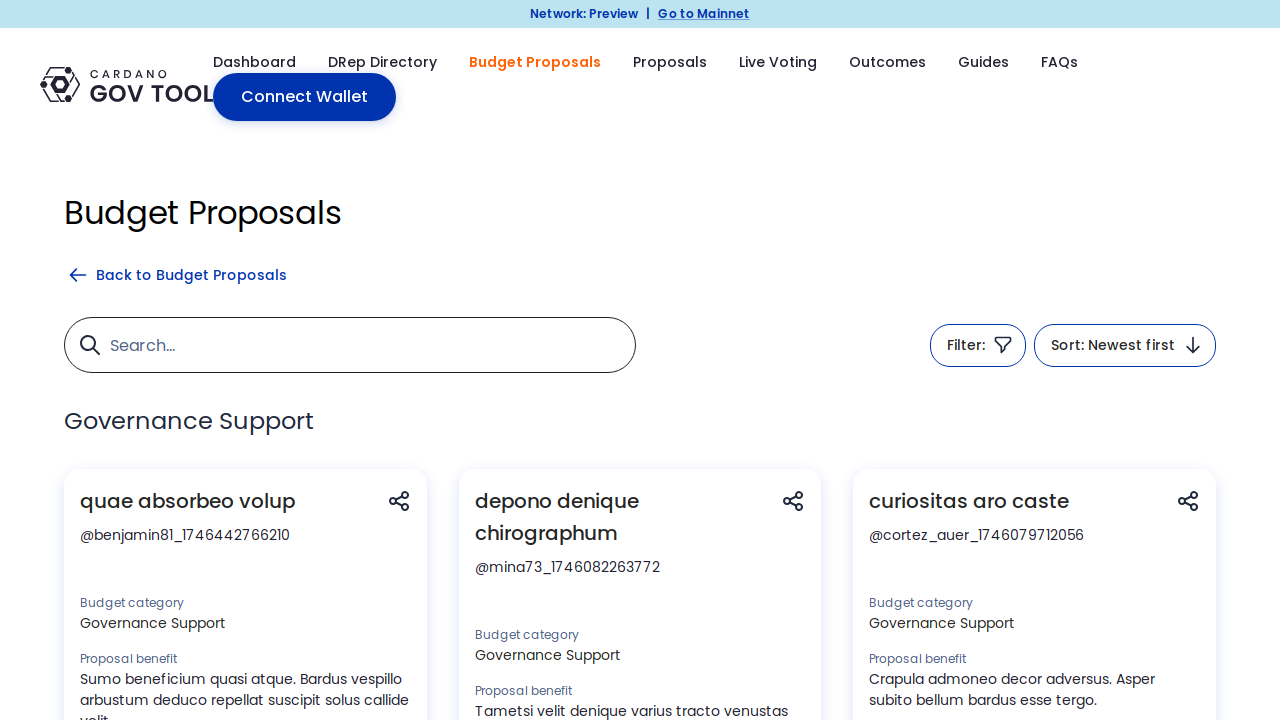 Network: Preview | Go to Mainnet
CARDANO
GOV TOOL
Dashboard
DRep Directory
Budget Proposals
Proposals
Live Voting
Outcomes
Guides
FAQs
Connect Wallet
Budget Proposals
Back to Budget Proposals
Search...
Filter:
Sort: Newest first
Governance Support
quae absorbeo volup
@benjamin81_1746442766210
Budget category
Governance Support
Proposal benefit
Sumo beneficium quasi atque. Bardus vespillo
arbustum deduco repellat suscipit solus callide
velit.
depono denique
chirographum
@mina73_1746082263772
Budget category
Governance Support
Proposal benefit
Tametsi velit denique varius tracto venustas
curiositas aro caste
@cortez_auer_1746079712056
Budget category
Governance Support
Proposal benefit
Crapula admoneo decor adversus. Asper
subito bellum bardus esse tergo.